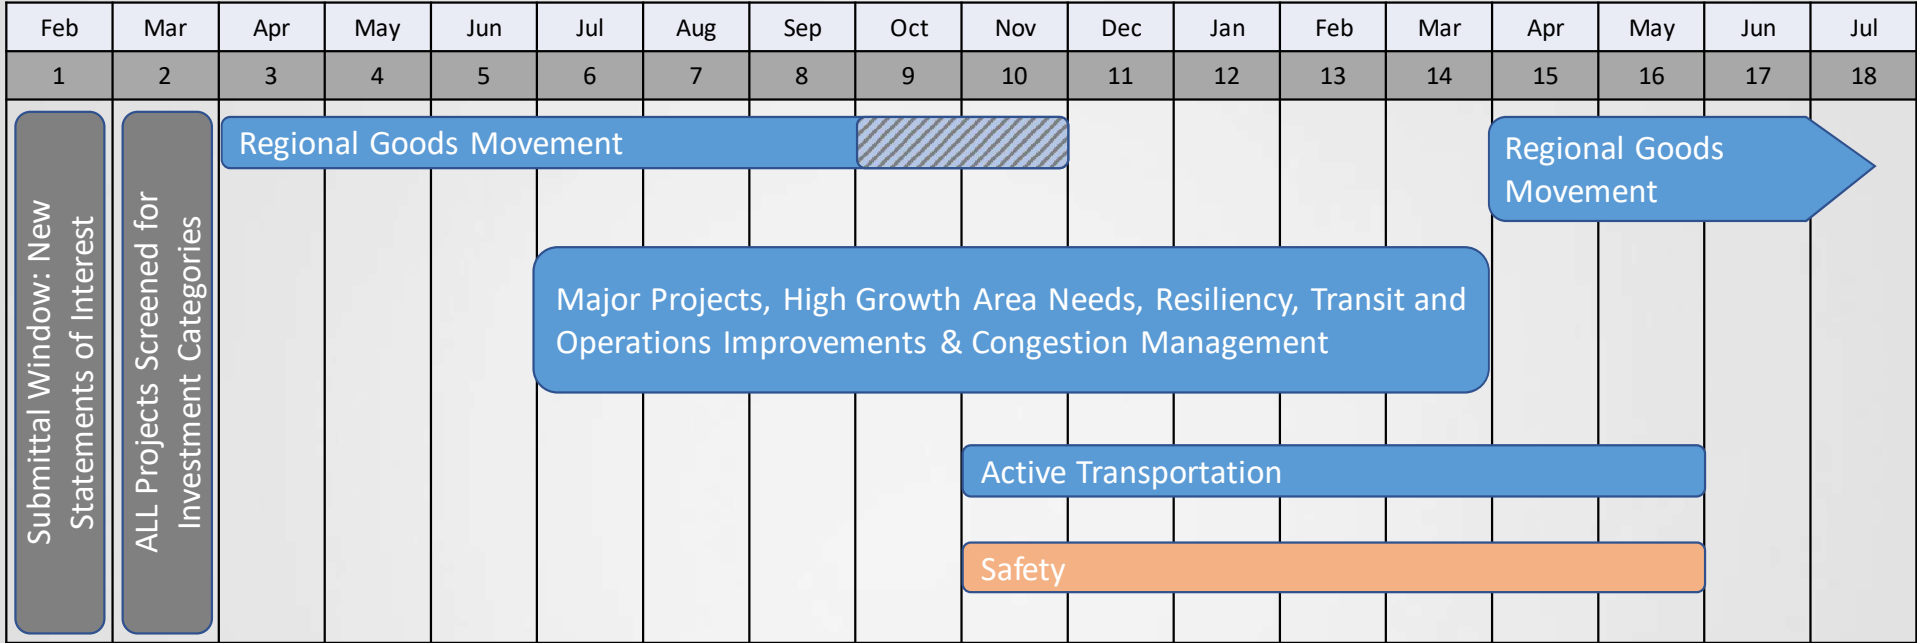 Feb Mar Apr May Jun Jul Aug Sep Oct Nov Dec Jan Feb Mar Apr May Jun Jul
1 2 3 4 5 6 7 8 9 10 11 12 13 14 15 16 17 18
Submittal Window: New
Statements of Interest
ALL Projects Screened for
Investment Categories
Regional Goods Movement
Regional Goods
Movement
Major Projects, High Growth Area Needs, Resiliency, Transit and
Operations Improvements & Congestion Management
Active Transportation
Safety